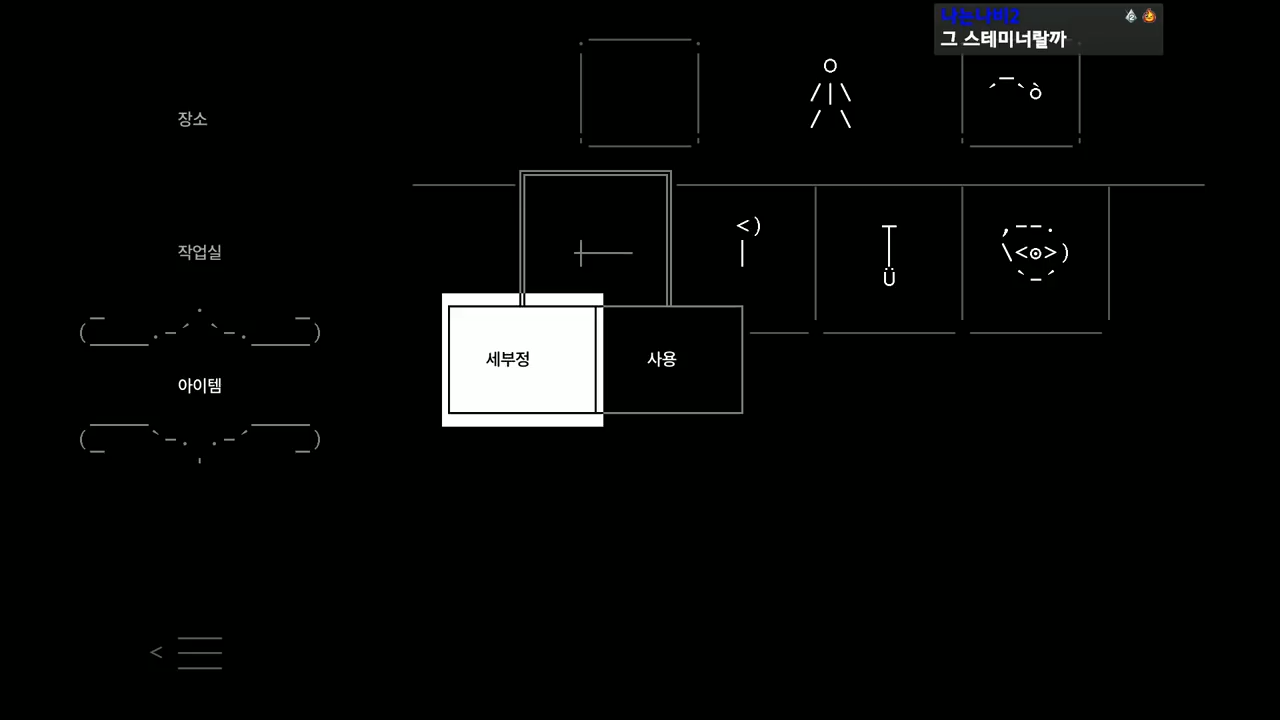 나는나비2
그 스테미너랄까
장소
작업실
세부정
사용
아이템